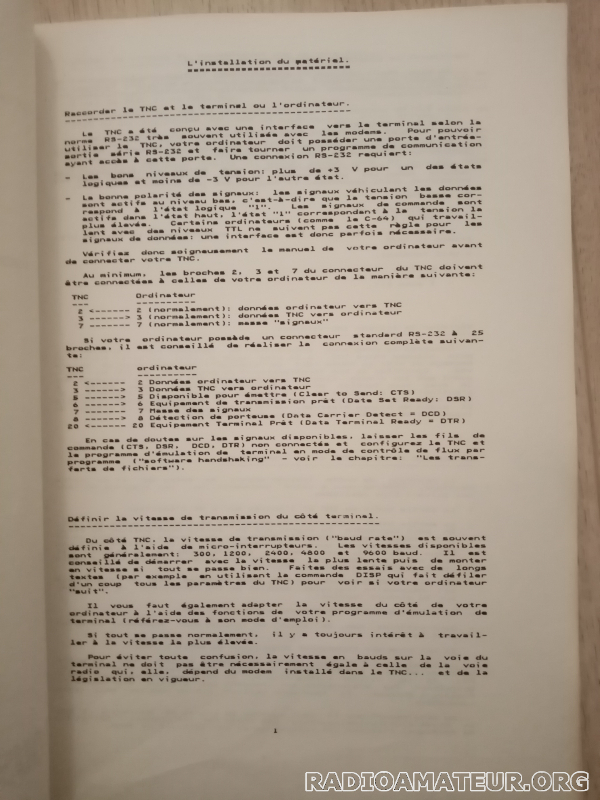 L'installation du matériel.
===========================
Raccorder le TNC et le terminal ou l'ordinateur.
------------------------------------------------
Le TNC a été conçu avec une interface vers le terminal selon la
norme RS-232 très souvent utilisée avec les modems. Pour pouvoir
utiliser le TNC, votre ordinateur doit posséder une porte d'entrée-
sortie série RS-232 et faire tourner un programme de communication
ayant accès à cette porte. Une connexion RS-232 requiert:
- Les bons niveaux de tension: plus de +3 V pour un des états
logiques et moins de -3 V pour l'autre état.
- La bonne polarité des signaux: les signaux véhiculant les données
sont actifs au niveau bas, c'est-à-dire que la tension basse cor-
respond à l'état logique "1". Les signaux de commande sont
actifs dans l'état haut, l'état "1" correspondant à la tension la
plus élevée. Certains ordinateurs (comme le C-64) qui travail-
lent avec des niveaux TTL ne suivent pas cette règle pour les
signaux de données: une interface est donc parfois nécessaire.
Vérifiez donc soigneusement le manuel de votre ordinateur avant
de connecter votre TNC.
Au minimum, les broches 2, 3 et 7 du connecteur du TNC doivent
être connectées à celles de votre ordinateur de la manière suivante:
TNC Ordinateur
--- ----------
2 <------ 2 (normalement): données ordinateur vers TNC
3 ------> 3 (normalement): données TNC vers ordinateur
7 ------- 7 (normalement): masse "signaux"
Si votre ordinateur possède un connecteur standard RS-232 à 25
broches, il est conseillé de réaliser la connexion complète suivan-
te:
TNC ordinateur
--- ----------
2 <------ 2 Données ordinateur vers TNC
3 ------> 3 Données TNC vers ordinateur
5 ------> 5 Disponible pour émettre (Clear to Send: CTS)
6 ------> 6 Equipement de transmission prêt (Data Set Ready: DSR)
7 ------> 7 Masse des signaux
8 ------> 8 Détection de porteuse (Data Carrier Detect = DCD)
20 <----- 20 Equipement Terminal Prêt (Data Terminal Ready = DTR)
En cas de doutes sur les signaux disponibles, laisser les fils de
commande (CTS, DSR, DCD, DTR) non connectés et configurez le TNC et
le programme d'émulation de terminal en mode de contrôle de flux par
programme ("software handshaking" - voir le chapitre: "Les trans-
ferts de fichiers").
Définir la vitesse de transmission du côté terminal.
----------------------------------------------------
Du côté TNC, la vitesse de transmission ("baud rate") est souvent
définie à l'aide de micro-interrupteurs. Les vitesses disponibles
sont généralement: 300, 1200, 2400, 4800 et 9600 baud. Il est
conseillé de démarrer avec la vitesse la plus lente puis de monter
en vitesse si tout se passe bien. Faites des essais avec de longs
textes (par exemple en utilisant la commande DISP qui fait défiler
d'un coup tous les paramètres du TNC) pour voir si votre ordinateur
"suit".
Il vous faut également adapter la vitesse du côté de votre
ordinateur à l'aide des fonctions de votre programme d'émulation de
terminal (référez-vous à son mode d'emploi).
Si tout se passe normalement, il y a toujours intérêt à travail-
ler à la vitesse la plus élevée.
Pour éviter toute confusion, la vitesse en bauds sur la voie du
terminal ne doit pas être nécessairement égale à celle de la voie
radio qui, elle, dépend du modem installé dans le TNC... et de la
législation en vigueur.
1
RADIOAMATEUR.ORG